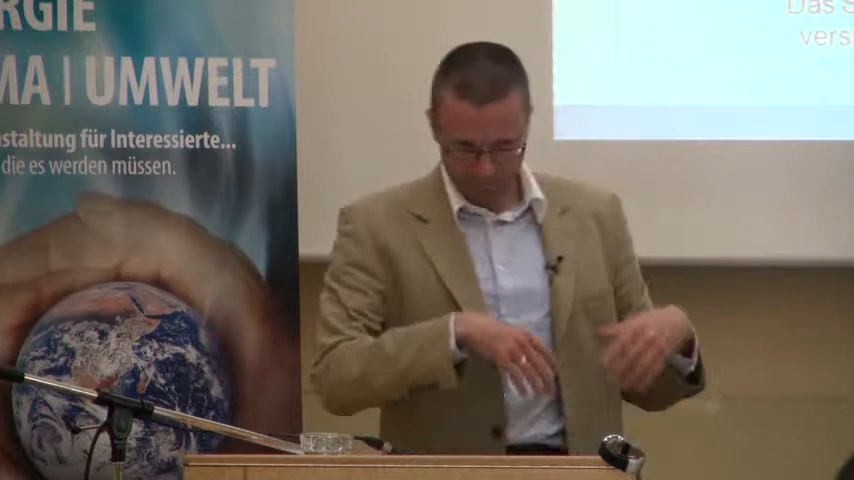 RGIE
MA | UMWELT
nstaltung für Interessierte...
die es werden müssen.
Das S
vers